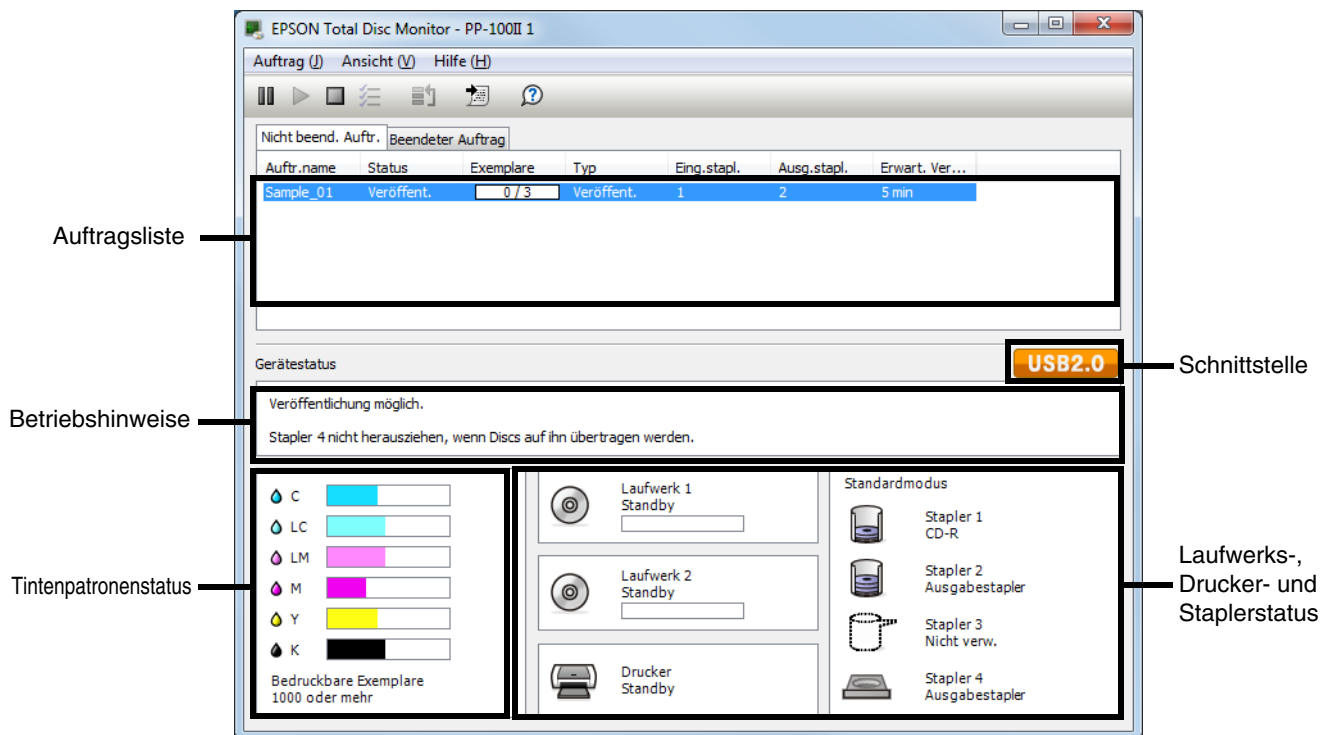 EPSON Total Disc Monitor - PP-100II 1
Auftrag (J) Ansicht (V) Hilfe (H)
Nicht beend. Auftr. Beendeter Auftrag
Auftr.name Status Exemplare Typ Eing.stapl. Ausg.stapl. Erwart. Ver...
Sample_01 Veröffent. 0 / 3 Veröffent. 1 2 5 min
Auftragsliste
Gerätestatus
USB2.0
Schnittstelle
Veröffentlichung möglich.
Stapler 4 nicht herausziehen, wenn Discs auf ihn übertragen werden.
Betriebshinweise
C
LC
LM
M
Y
K
Bedruckbare Exemplare
1000 oder mehr
Tintenpatronenstatus
Laufwerk 1
Standby
Laufwerk 2
Standby
Drucker
Standby
Standardmodus
Stapler 1
CD-R
Stapler 2
Ausgabestapler
Stapler 3
Nicht verw.
Stapler 4
Ausgabestapler
Laufwerks-,
Drucker- und
Staplerstatus